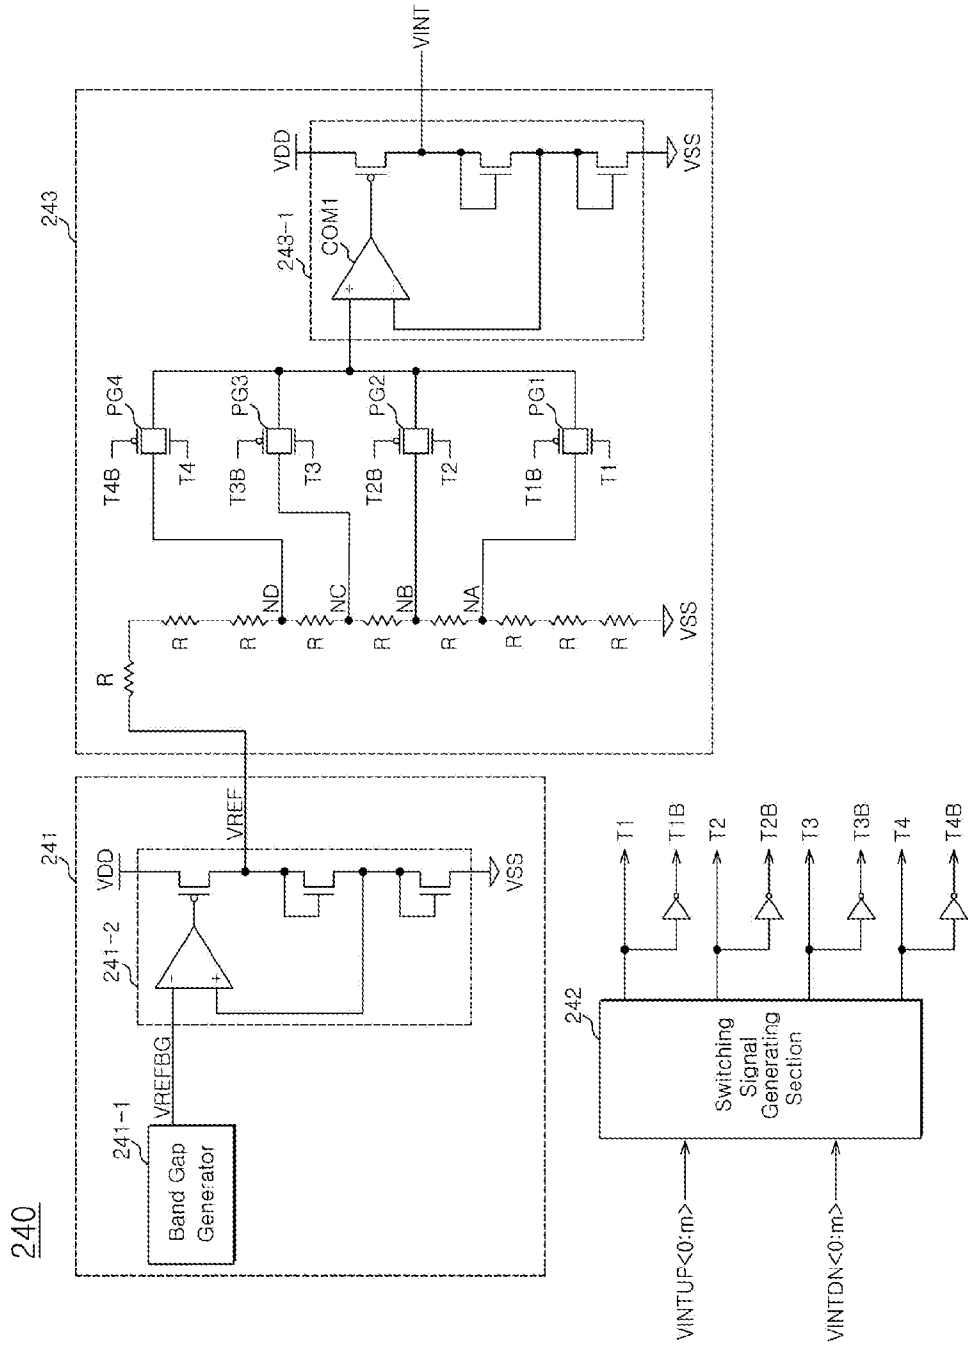 240
241
241-1
Band Gap
Generator
VREFBG
241-2
-
+
VDD
VSS
VREF
243
R
R
R
R
R
R
R
R
R
ND
NC
NB
NA
VSS
T4B
PG4
T4
T3B
PG3
T3
T2B
PG2
T2
T1B
PG1
T1
243-1
COM1
+
-
VDD
VSS
VINT
242
VINTUP<0:m>
VINTDN<0:m>
Switching
Signal
Generating
Section
T1
T1B
T2
T2B
T3
T3B
T4
T4B